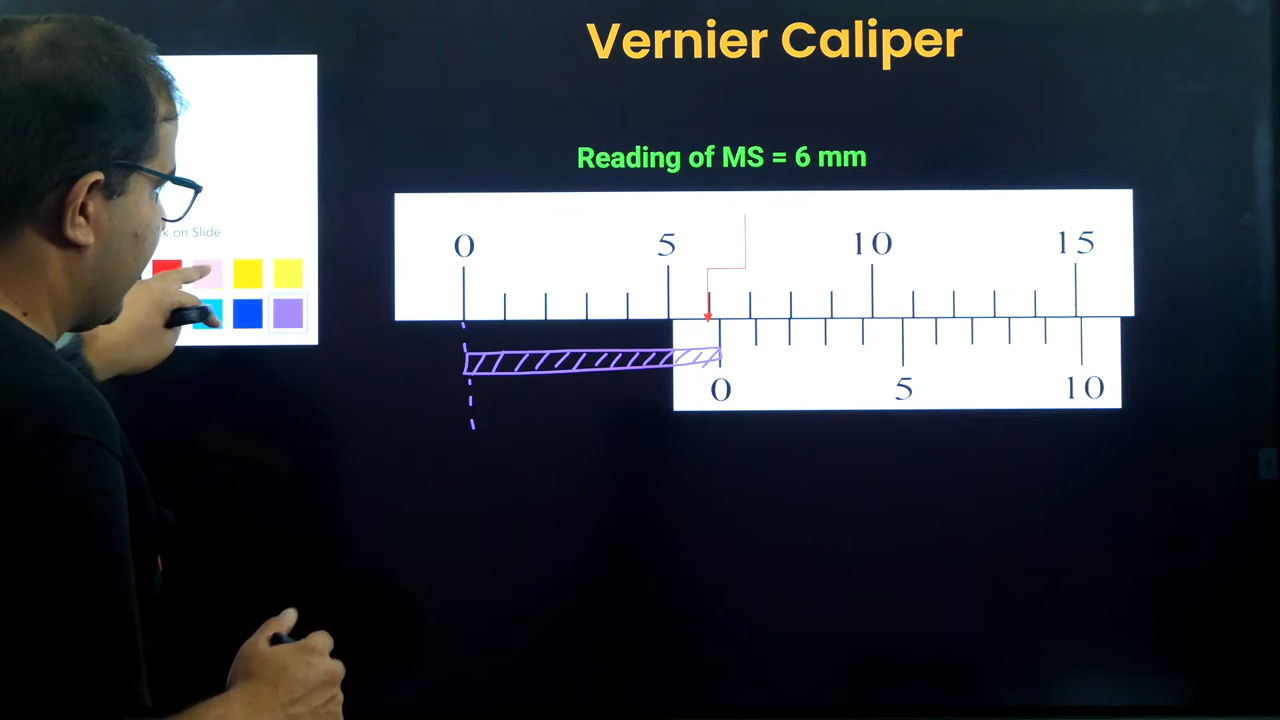 Vernier Caliper
Reading of MS = 6 mm
on Slide
0 5 10 15
0 5 10